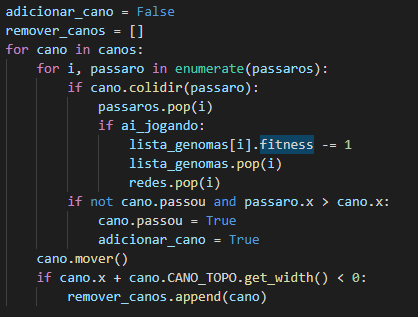 adicionar_cano = False
remover_canos = []
for cano in canos:
    for i, passaro in enumerate(passaros):
        if cano.colidir(passaro):
            passaros.pop(i)
            if ai_jogando:
                lista_genomas[i].fitness -= 1
                lista_genomas.pop(i)
                redes.pop(i)
        if not cano.passou and passaro.x > cano.x:
            cano.passou = True
            adicionar_cano = True
    cano.mover()
    if cano.x + cano.CANO_TOPO.get_width() < 0:
        remover_canos.append(cano)